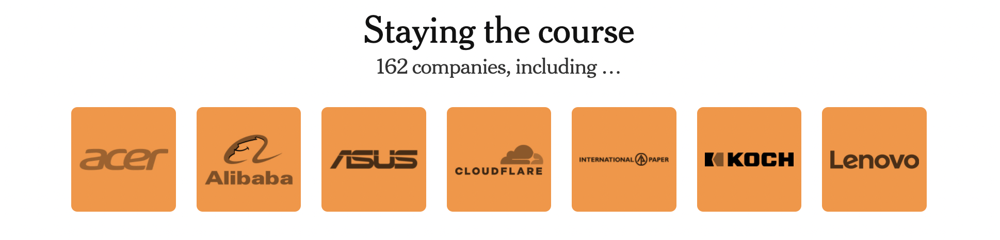 Staying the course
162 companies, including …
acer
Alibaba
ASUS
CLOUDFLARE
INTERNATIONAL PAPER
KOCH
Lenovo